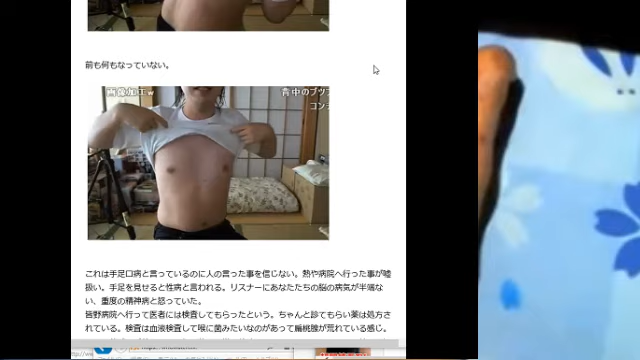 前も何もなっていない。
画像加工w
背中のブツブ
コンシ
これは手足口病と言っているのに人の言った事を信じない。熱や病院へ行った事が嘘
扱い。手足を見せると性病と言われる。リスナーにあなたたちの脳の病気が半端な
い、重度の精神病と怒っていた。
皆野病院へ行って医者には検査してもらったという。ちゃんと診てもらい薬は処方さ
れている。検査は血液検査して喉に菌みたいなのがあって扁桃腺が荒れている感じ。